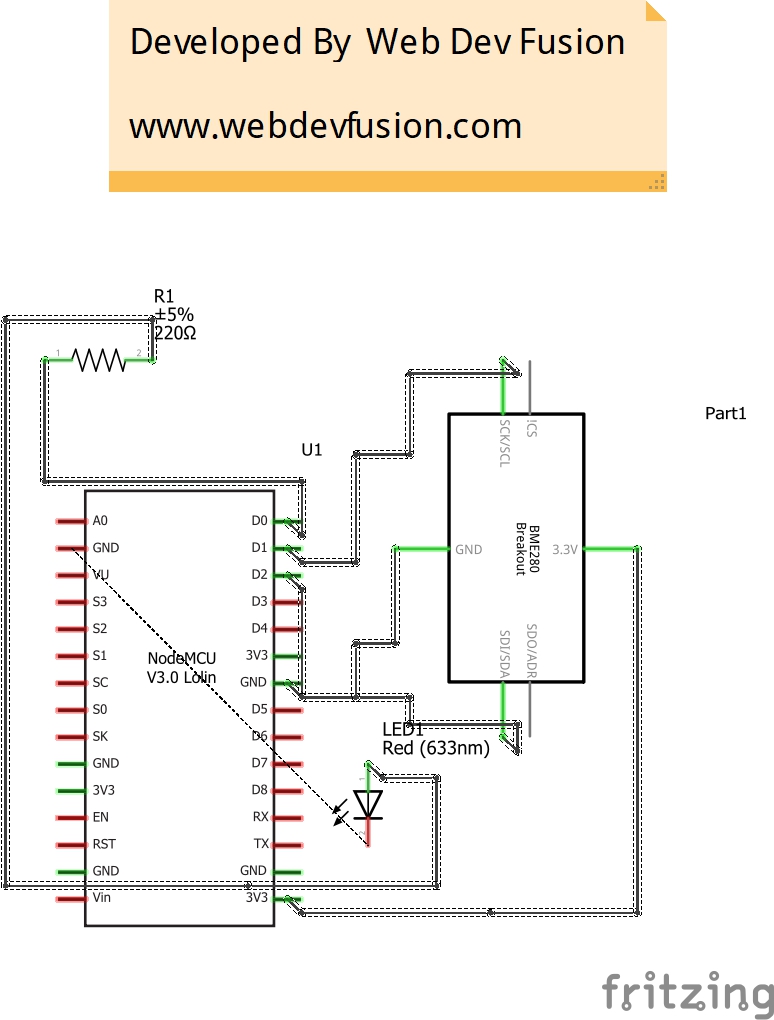 Developed By Web Dev Fusion
www.webdevfusion.com
R1
±5%
220Ω
1
2
U1
Part1
SCK/SCL
!CS
BME280
Breakout
GND
3.3V
SDI/SDA
SDO/ADR
A0
GND
VU
S3
S2
S1
SC
S0
SK
GND
3V3
EN
RST
GND
Vin
NodeMCU
V3.0 Lolin
D0
D1
D2
D3
D4
3V3
GND
D5
D6
D7
D8
RX
TX
GND
3V3
LED1
Red (633nm)
1
fritzing